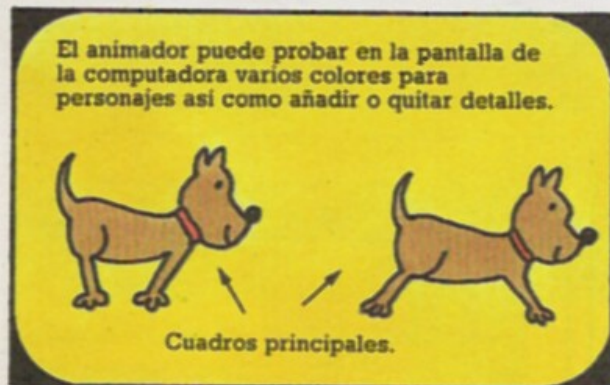 El animador puede probar en la pantalla de
la computadora varios colores para
personajes así como añadir o quitar detalles.
Cuadros principales.